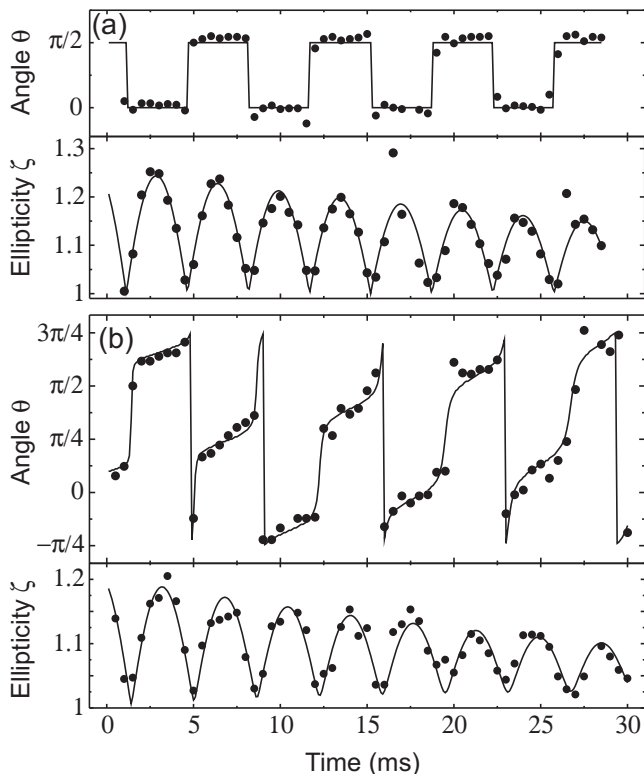 (a)
Angle θ
π/2
0
Ellipticity ζ
1.3
1.2
1.1
1
(b)
Angle θ
3π/4
π/2
π/4
0
−π/4
Ellipticity ζ
1.2
1.1
1
0 5 10 15 20 25 30
Time (ms)